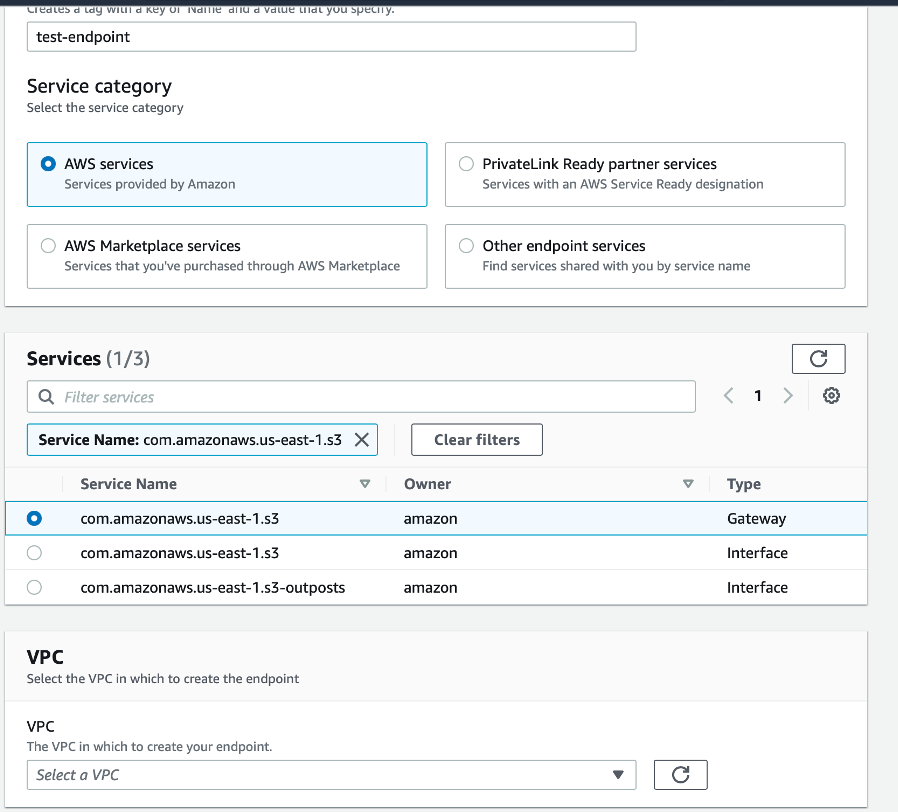 Creates a tag with a key of 'Name' and a value that you specify.
test-endpoint
Service category
Select the service category
AWS services
Services provided by Amazon
PrivateLink Ready partner services
Services with an AWS Service Ready designation
AWS Marketplace services
Services that you've purchased through AWS Marketplace
Other endpoint services
Find services shared with you by service name
Services (1/3)
Filter services
1
Service Name: com.amazonaws.us-east-1.s3
Clear filters
Service Name Owner Type
com.amazonaws.us-east-1.s3 amazon Gateway
com.amazonaws.us-east-1.s3 amazon Interface
com.amazonaws.us-east-1.s3-outposts amazon Interface
VPC
Select the VPC in which to create the endpoint
VPC
The VPC in which to create your endpoint.
Select a VPC